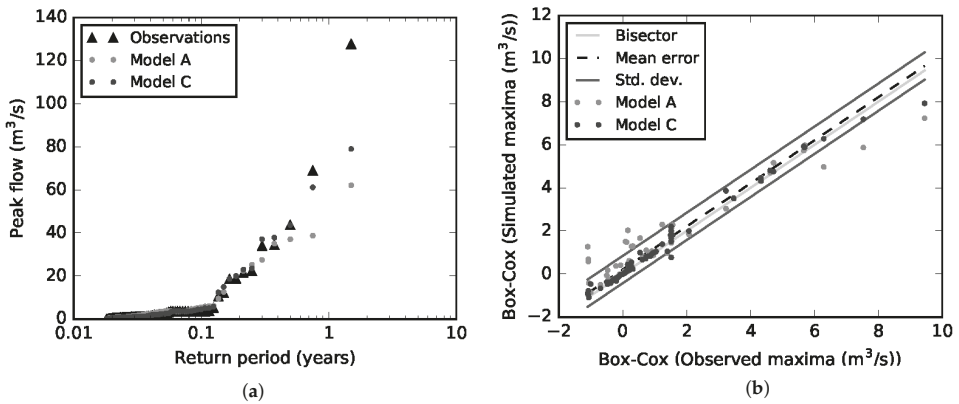 140
120
100
80
60
40
20
0
Peak flow (m³/s)
Observations
Model A
Model C
0.01
0.1
1
10
Return period (years)
(a)
12
10
8
6
4
2
0
−2
Box-Cox (Simulated maxima (m³/s))
Bisector
Mean error
Std. dev.
Model A
Model C
−2
0
2
4
6
8
10
Box-Cox (Observed maxima (m³/s))
(b)